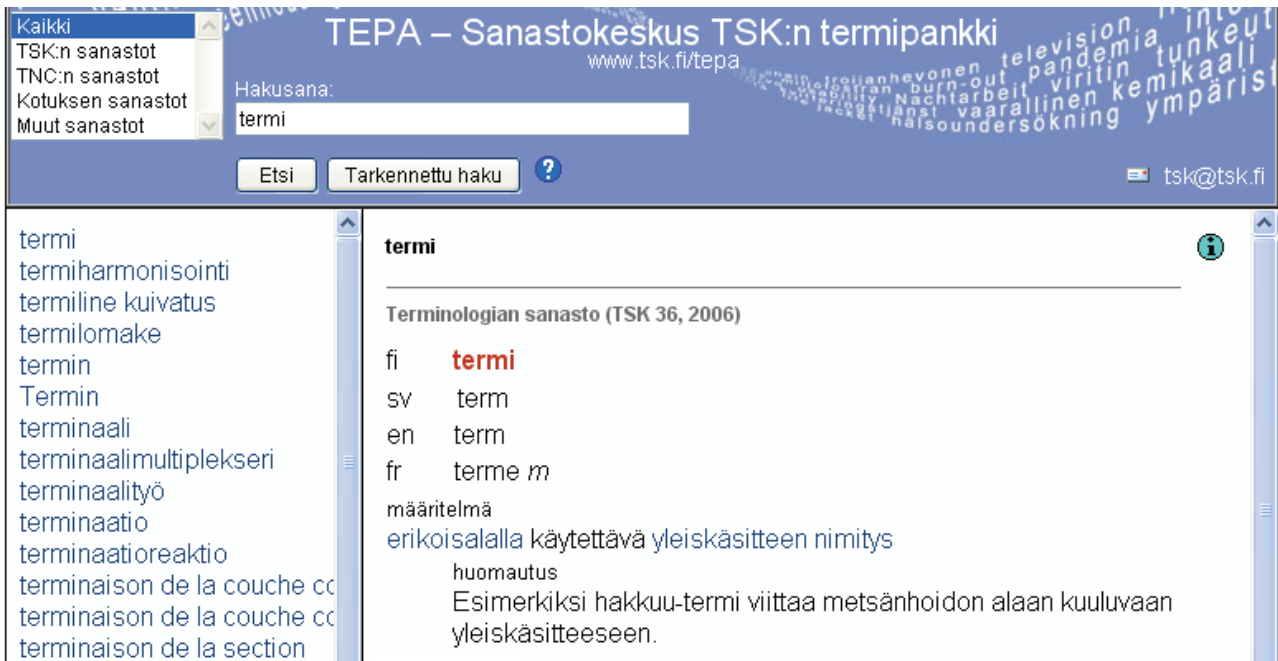 Kaikki
TSK:n sanastot
TNC:n sanastot
Kotuksen sanastot
Muut sanastot
TEPA – Sanastokeskus TSK:n termipankki
www.tsk.fi/tepa
Hakusana:
termi
Etsi
Tarkennettu haku
?
television
pandemia
tunkeut
troijanhevonen
burn-out
viritin
kemikaali
Nachtarbeit
vaarallinen
ympärist
hälsoundersökning
tsk@tsk.fi
termi
termiharmonisointi
termiline kuivatus
termilomake
termin
Termin
terminaali
terminaalimultiplekseri
terminaalityö
terminaatio
terminaatioreaktio
terminaison de la couche co
terminaison de la couche co
terminaison de la section
termi
Terminologian sanasto (TSK 36, 2006)
fi termi
sv term
en term
fr terme m
määritelmä
erikoisalalla käytettävä yleiskäsitteen nimitys
huomautus
Esimerkiksi hakkuu-termi viittaa metsänhoidon alaan kuuluvaan
yleiskäsitteeseen.